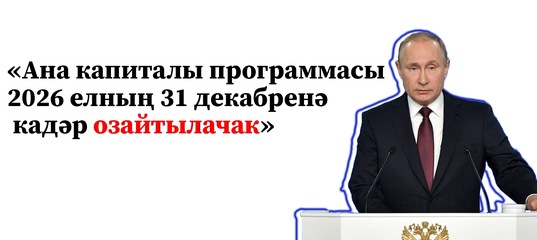 «Ана капиталы программасы
2026 елның 31 декабренә
кадәр озайтылачак»